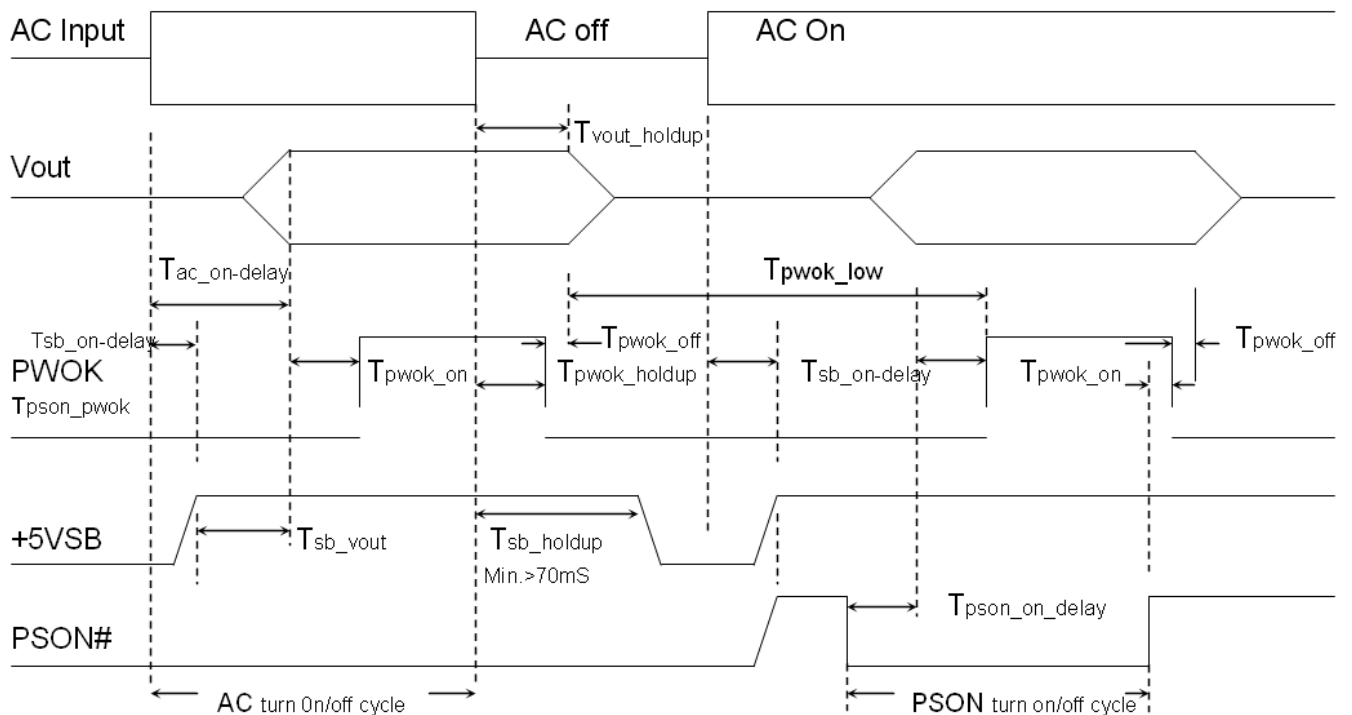 AC Input
AC off
AC On
Tvout_holdup
Vout
Tac_on-delay
Tpwok_low
Tsb_on-delay
Tpwok_off
Tpwok_off
PWOK
Tpwok_on
Tpwok_holdup
Tsb_on-delay
Tpwok_on
Tpson_pwok
+5VSB
Tsb_vout
Tsb_holdup
Min.>70mS
PSON#
Tpson_on_delay
AC turn 0n/off cycle
PSON turn on/off cycle